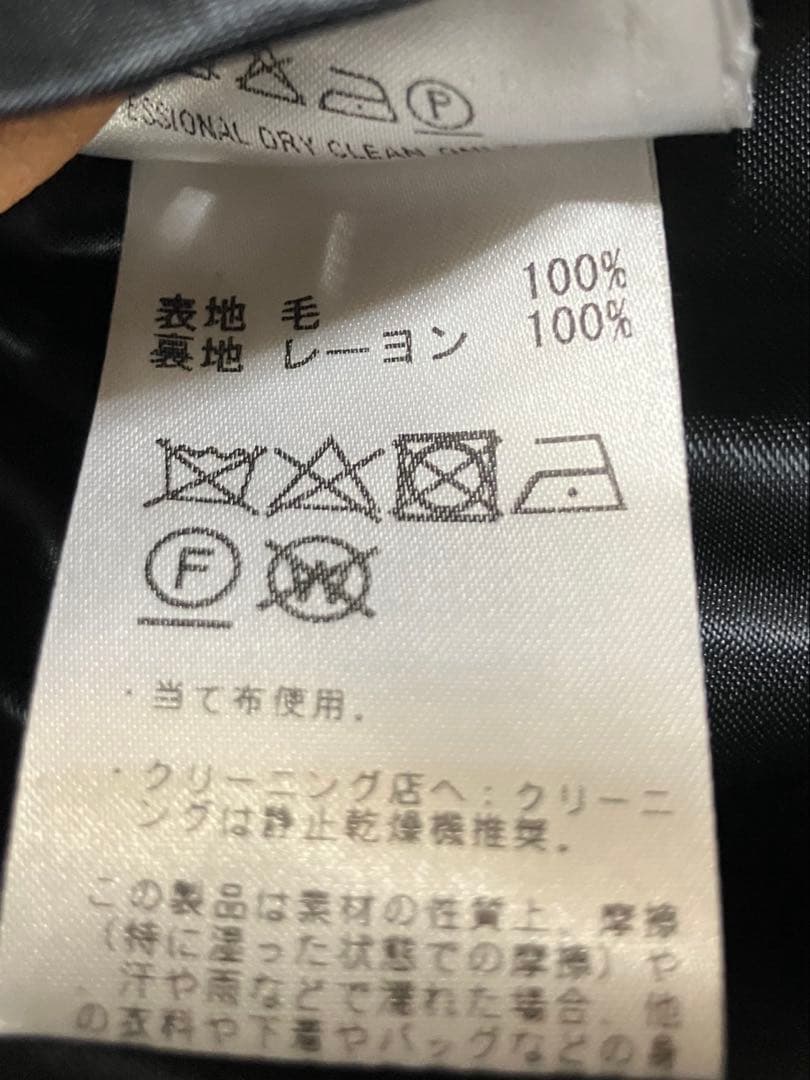 P
ESSIONAL DRY CLEAN
表地 毛 100%
裏地 レーヨン 100%
F
W
・当て布使用.
・クリーニング店へ:クリーニ
ングは静止乾燥機推奨.
この製品は素材の性質上、摩擦
(特に湿った状態での摩擦)や
、汗や雨などで濡れた場合、他
の衣料や下着やバッグなどの